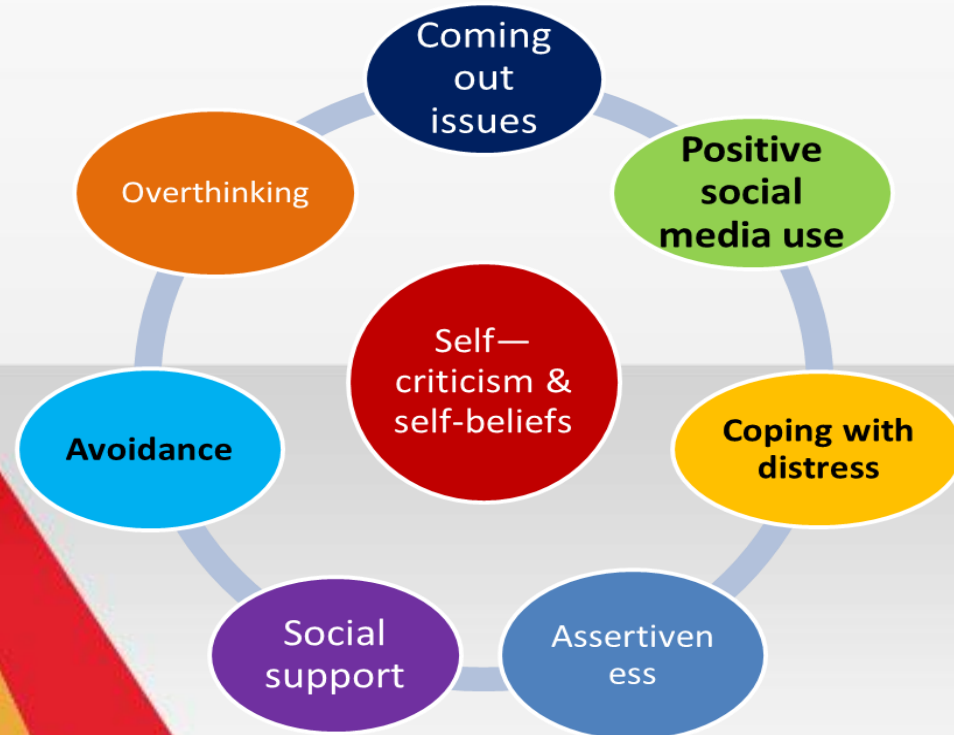 Coming
out
issues
Positive
social
media use
Coping with
distress
Assertiven
ess
Social
support
Avoidance
Overthinking
Self—
criticism &
self-beliefs